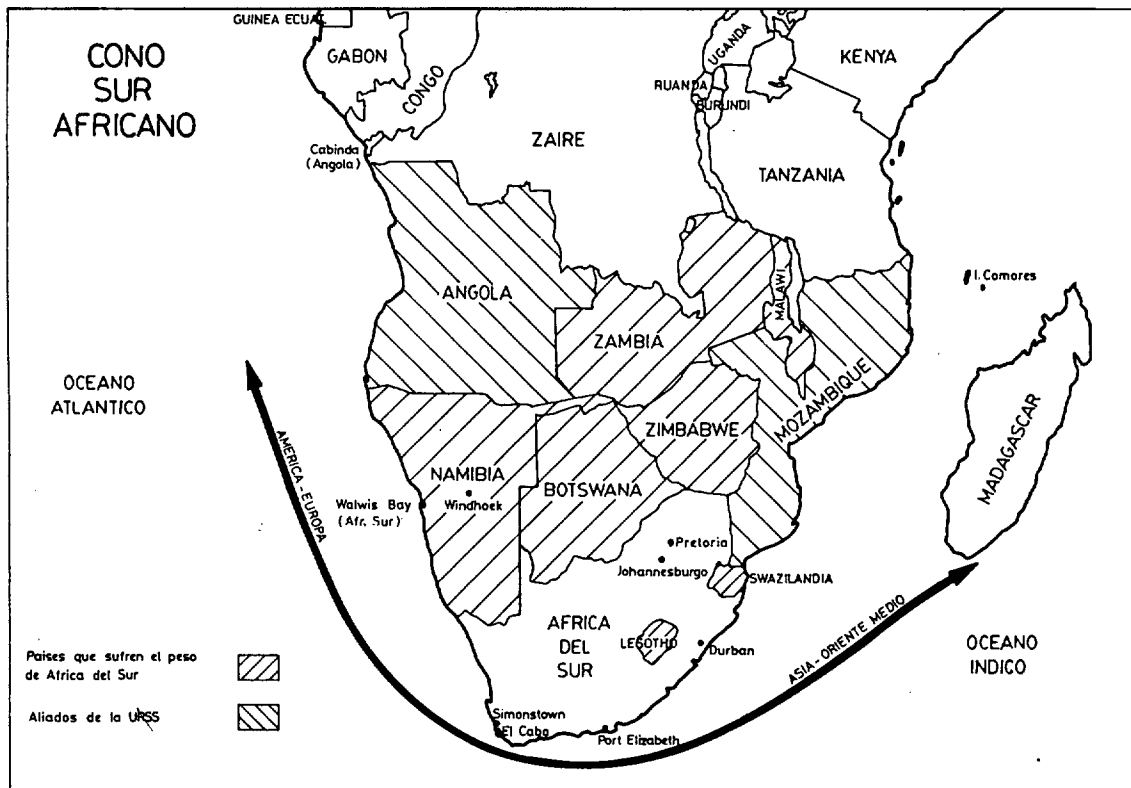 CONO
SUR
AFRICANO
GUINEA ECUAT.
GABON
CONGO
Cabinda
(Angola)
ZAIRE
UGANDA
KENYA
RUANDA
BURUNDI
TANZANIA
ANGOLA
ZAMBIA
MALAWI
I. Comores
MOZAMBIQUE
MADAGASCAR
OCEANO
ATLANTICO
AMERICA-EUROPA
NAMIBIA
Windhoek
Walwis Bay
(Afr. Sur)
BOTSWANA
ZIMBABWE
Pretoria
Johannesburgo
SWAZILANDIA
AFRICA
DEL
SUR
LESOTHO
Durban
ASIA-ORIENTE MEDIO
OCEANO
INDICO
Simonstown
El Cabo
Port Elizabeth
Paises que sufren el peso
de Africa del Sur
Aliados de la URSS